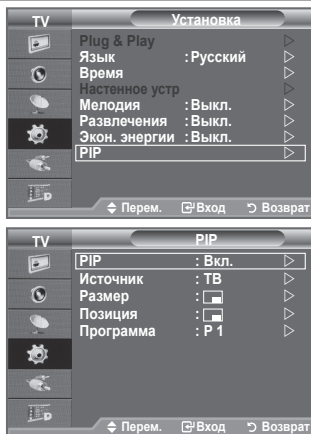 TV
Установка
Plug & Play
Язык : Русский
Время
Настенное устр
Мелодия : Выкл.
Развлечения : Выкл.
Экон. энергии : Выкл.
PIP
Перем. Вход Возврат
TV
PIP
PIP : Вкл.
Источник : ТВ
Размер :
Позиция :
Программа : P 1
Перем. Вход Возврат